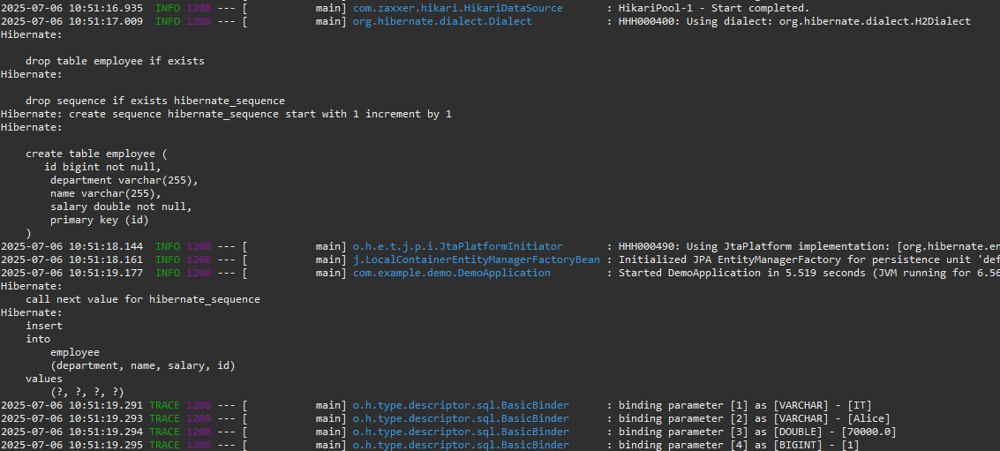 2025-07-06 10:51:16.935  INFO 1208 --- [           main] com.zaxxer.hikari.HikariDataSource       : HikariPool-1 - Start completed.
2025-07-06 10:51:17.009  INFO 1208 --- [           main] org.hibernate.dialect.Dialect            : HHH000400: Using dialect: org.hibernate.dialect.H2Dialect
Hibernate:
    drop table employee if exists
Hibernate:
    drop sequence if exists hibernate_sequence
Hibernate: create sequence hibernate_sequence start with 1 increment by 1
Hibernate:
    create table employee (
       id bigint not null,
        department varchar(255),
        name varchar(255),
        salary double not null,
        primary key (id)
    )
2025-07-06 10:51:18.144  INFO 1208 --- [           main] o.h.e.t.j.p.i.JtaPlatformInitiator       : HHH000490: Using JtaPlatform implementation: [org.hibernate.en
2025-07-06 10:51:18.161  INFO 1208 --- [           main] j.LocalContainerEntityManagerFactoryBean : Initialized JPA EntityManagerFactory for persistence unit 'def
2025-07-06 10:51:19.177  INFO 1208 --- [           main] com.example.demo.DemoApplication         : Started DemoApplication in 5.519 seconds (JVM running for 6.56
Hibernate:
    call next value for hibernate_sequence
Hibernate:
    insert
    into
        employee
        (department, name, salary, id)
    values
        (?, ?, ?, ?)
2025-07-06 10:51:19.291 TRACE 1208 --- [           main] o.h.type.descriptor.sql.BasicBinder      : binding parameter [1] as [VARCHAR] - [IT]
2025-07-06 10:51:19.293 TRACE 1208 --- [           main] o.h.type.descriptor.sql.BasicBinder      : binding parameter [2] as [VARCHAR] - [Alice]
2025-07-06 10:51:19.294 TRACE 1208 --- [           main] o.h.type.descriptor.sql.BasicBinder      : binding parameter [3] as [DOUBLE] - [70000.0]
2025-07-06 10:51:19.295 TRACE 1208 --- [           main] o.h.type.descriptor.sql.BasicBinder      : binding parameter [4] as [BIGINT] - [1]